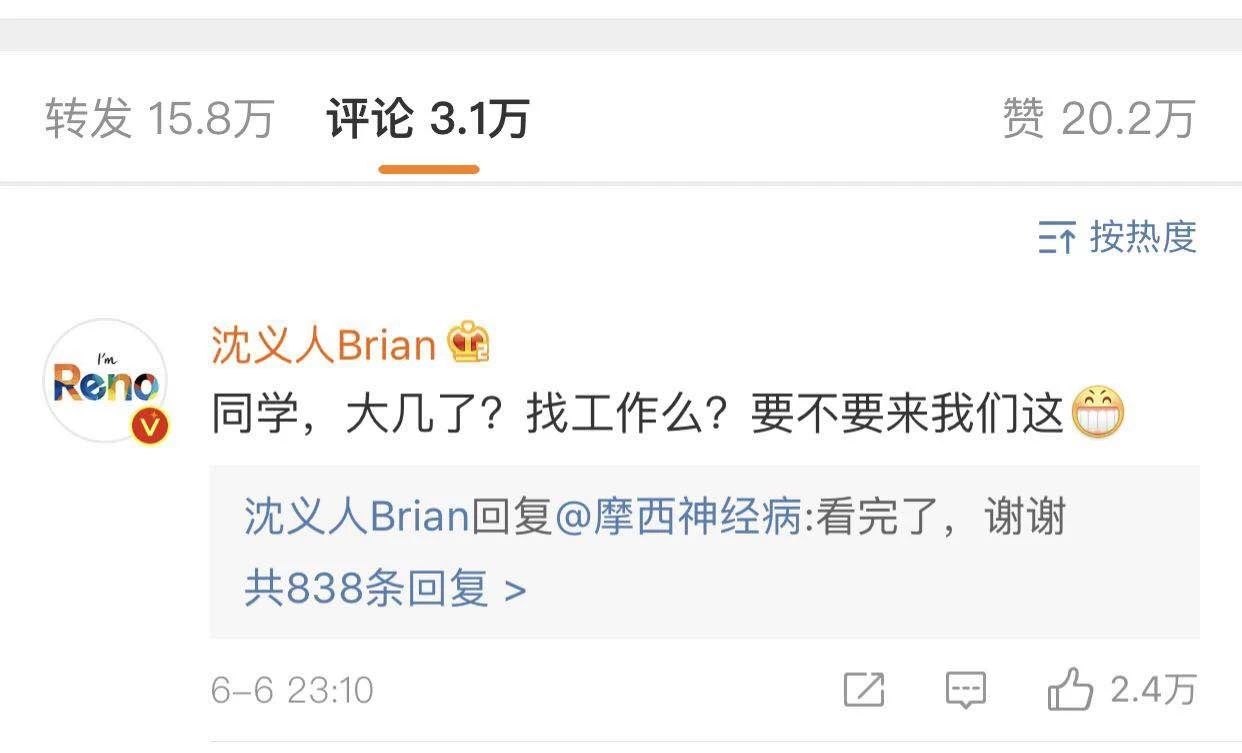 转发 15.8万 评论 3.1万 赞 20.2万
按热度
I'm
Reno
沈义人Brian
同学，大几了？找工作么？要不要来我们这
沈义人Brian回复@摩西神经病:看完了，谢谢
共838条回复 >
6-6 23:10 2.4万